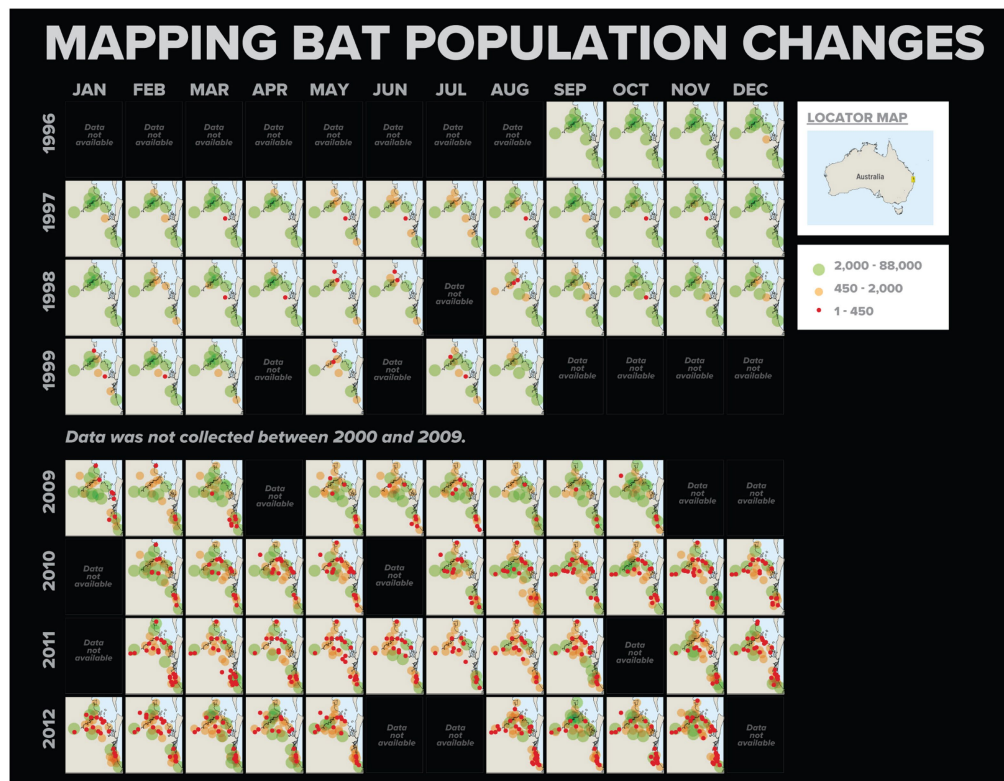 MAPPING BAT POPULATION CHANGES
JAN FEB MAR APR MAY JUN JUL AUG SEP OCT NOV DEC
1996
Data not available
Data not available
Data not available
Data not available
Data not available
Data not available
Data not available
Data not available
1997
1998
Data not available
1999
Data not available
Data not available
Data not available
Data not available
Data not available
Data not available
LOCATOR MAP
Australia
2,000 - 88,000
450 - 2,000
1 - 450
Data was not collected between 2000 and 2009.
2009
Data not available
Data not available
Data not available
2010
Data not available
Data not available
2011
Data not available
Data not available
2012
Data not available
Data not available
Data not available